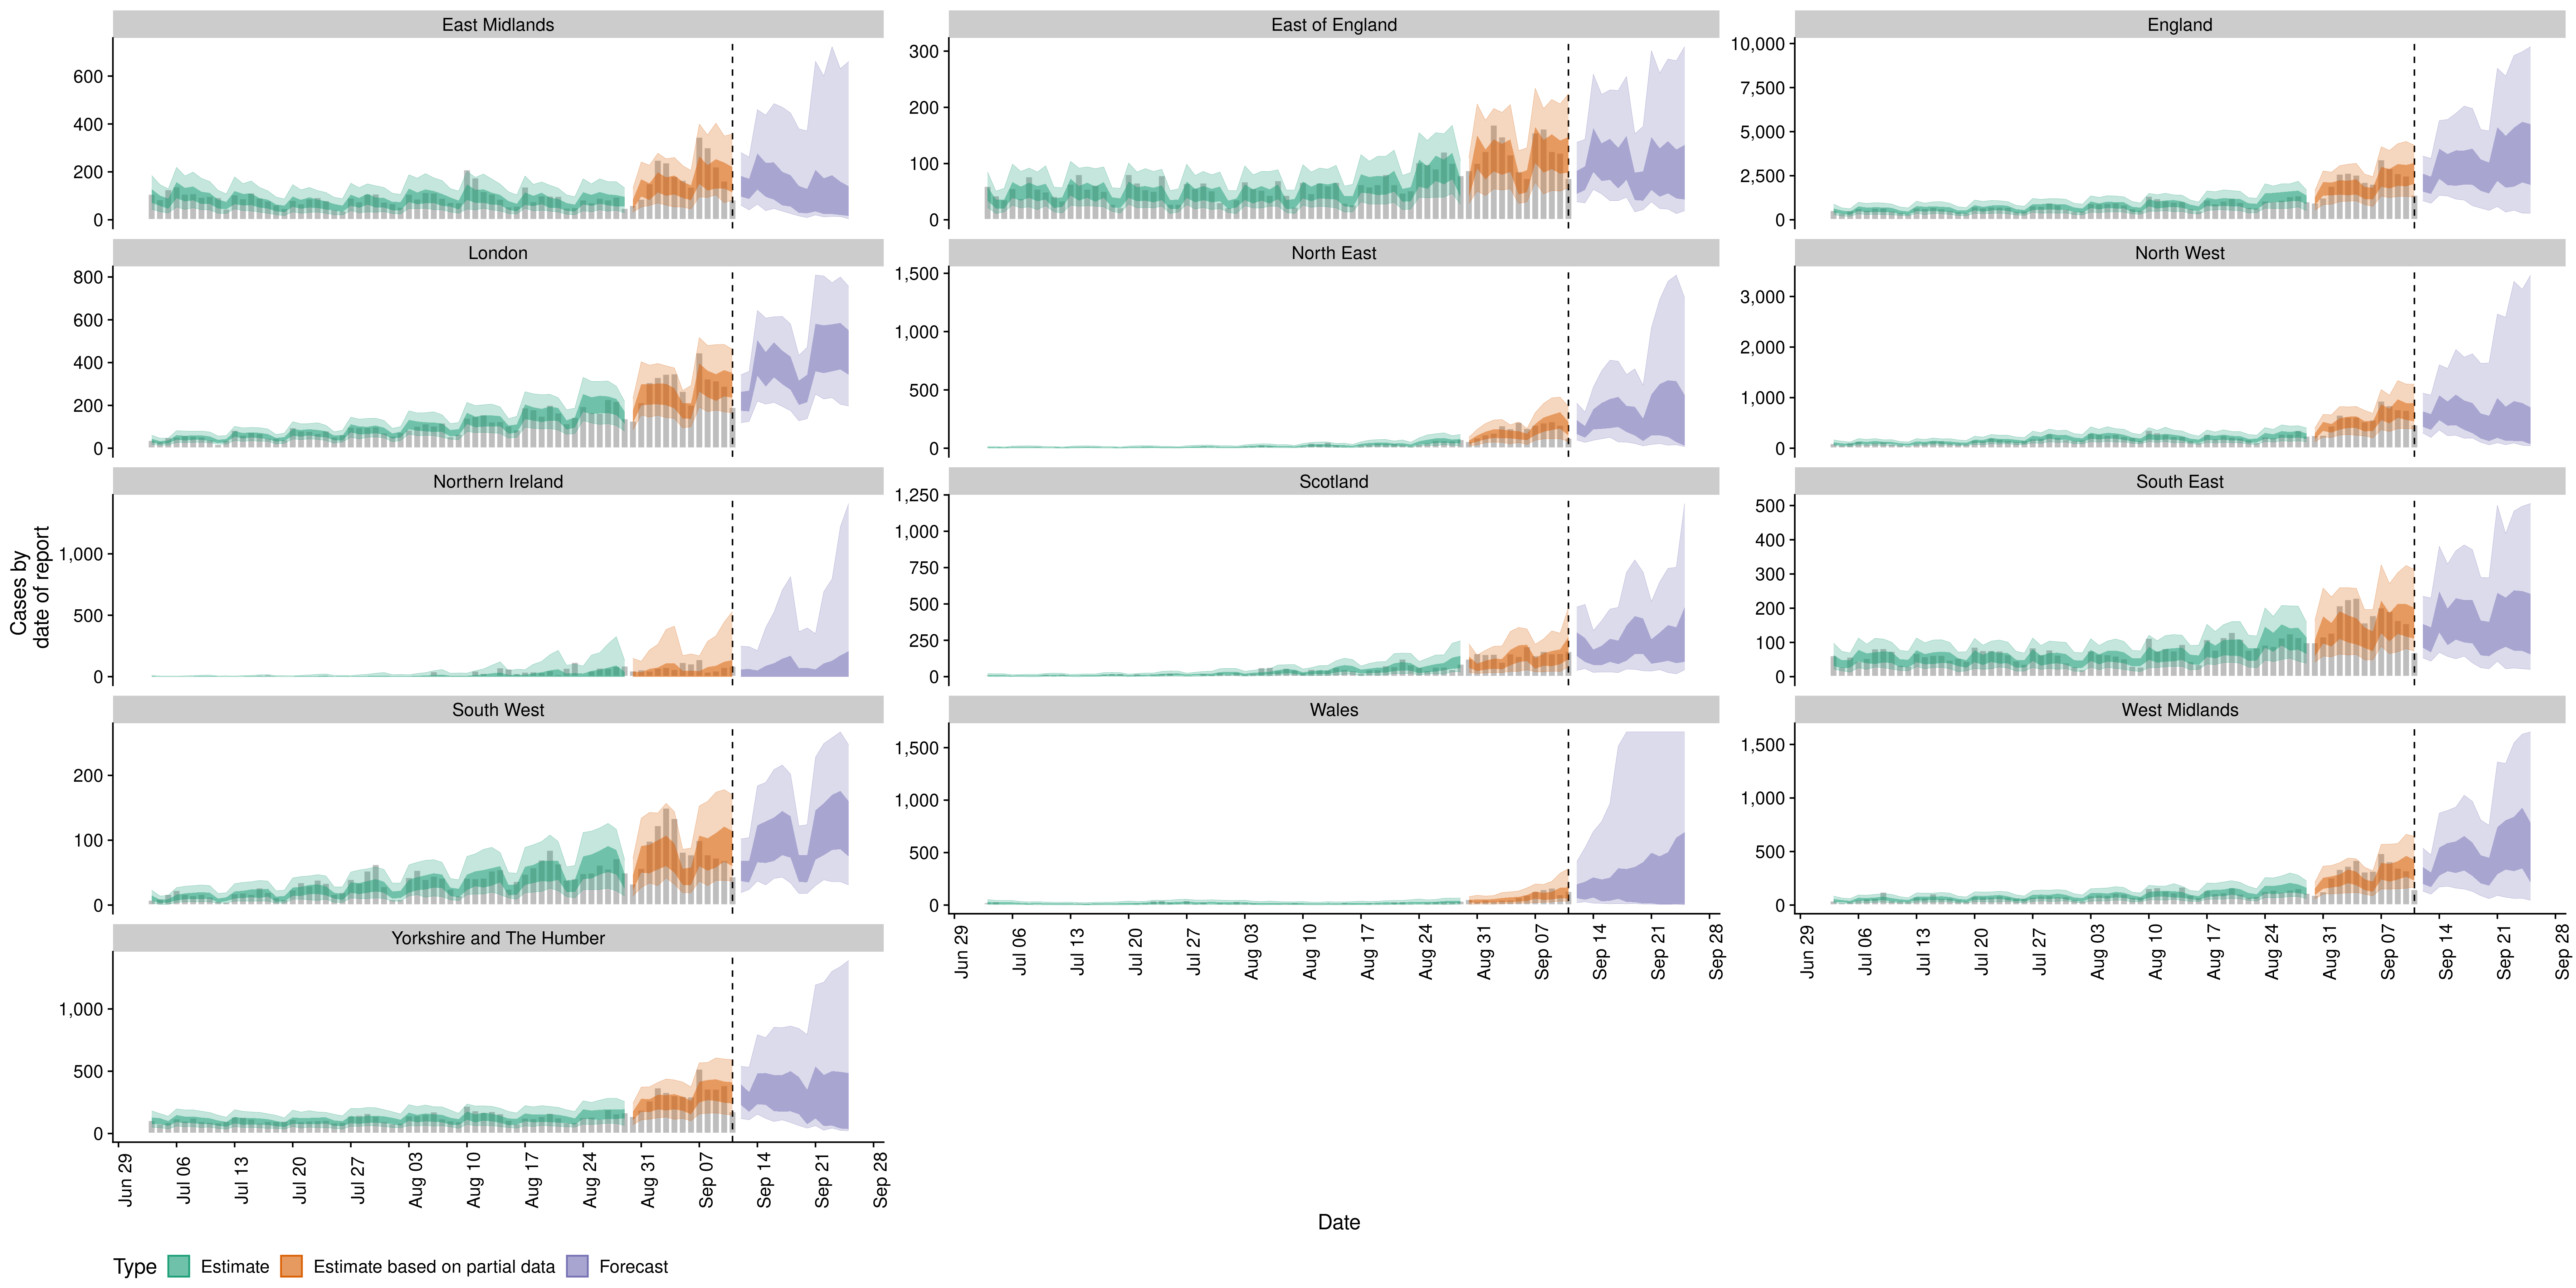 East Midlands
East of England
England
600
400
200
0
300
200
100
0
10,000
7,500
5,000
2,500
0
London
North East
North West
800
600
400
200
0
1,500
1,000
500
0
3,000
2,000
1,000
0
Northern Ireland
Scotland
South East
1,000
500
0
1,250
1,000
750
500
250
0
500
400
300
200
100
0
Cases by
date of report
South West
Wales
West Midlands
200
100
0
1,500
1,000
500
0
1,500
1,000
500
0
Jun 29
Jul 06
Jul 13
Jul 20
Jul 27
Aug 03
Aug 10
Aug 17
Aug 24
Aug 31
Sep 07
Sep 14
Sep 21
Sep 28
Jun 29
Jul 06
Jul 13
Jul 20
Jul 27
Aug 03
Aug 10
Aug 17
Aug 24
Aug 31
Sep 07
Sep 14
Sep 21
Sep 28
Yorkshire and The Humber
1,000
500
0
Jun 29
Jul 06
Jul 13
Jul 20
Jul 27
Aug 03
Aug 10
Aug 17
Aug 24
Aug 31
Sep 07
Sep 14
Sep 21
Sep 28
Date
Type Estimate Estimate based on partial data Forecast